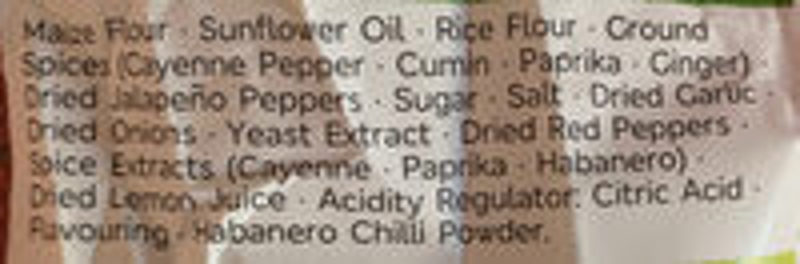 Maize Flour · Sunflower Oil · Rice Flour · Ground
Spices (Cayenne Pepper · Cumin · Paprika · Ginger) ·
Dried Jalapeño Peppers · Sugar · Salt · Dried Garlic ·
Dried Onions · Yeast Extract · Dried Red Peppers ·
Spice Extracts (Cayenne · Paprika · Habanero) ·
Dried Lemon Juice · Acidity Regulator: Citric Acid ·
Flavouring · Habanero Chilli Powder.